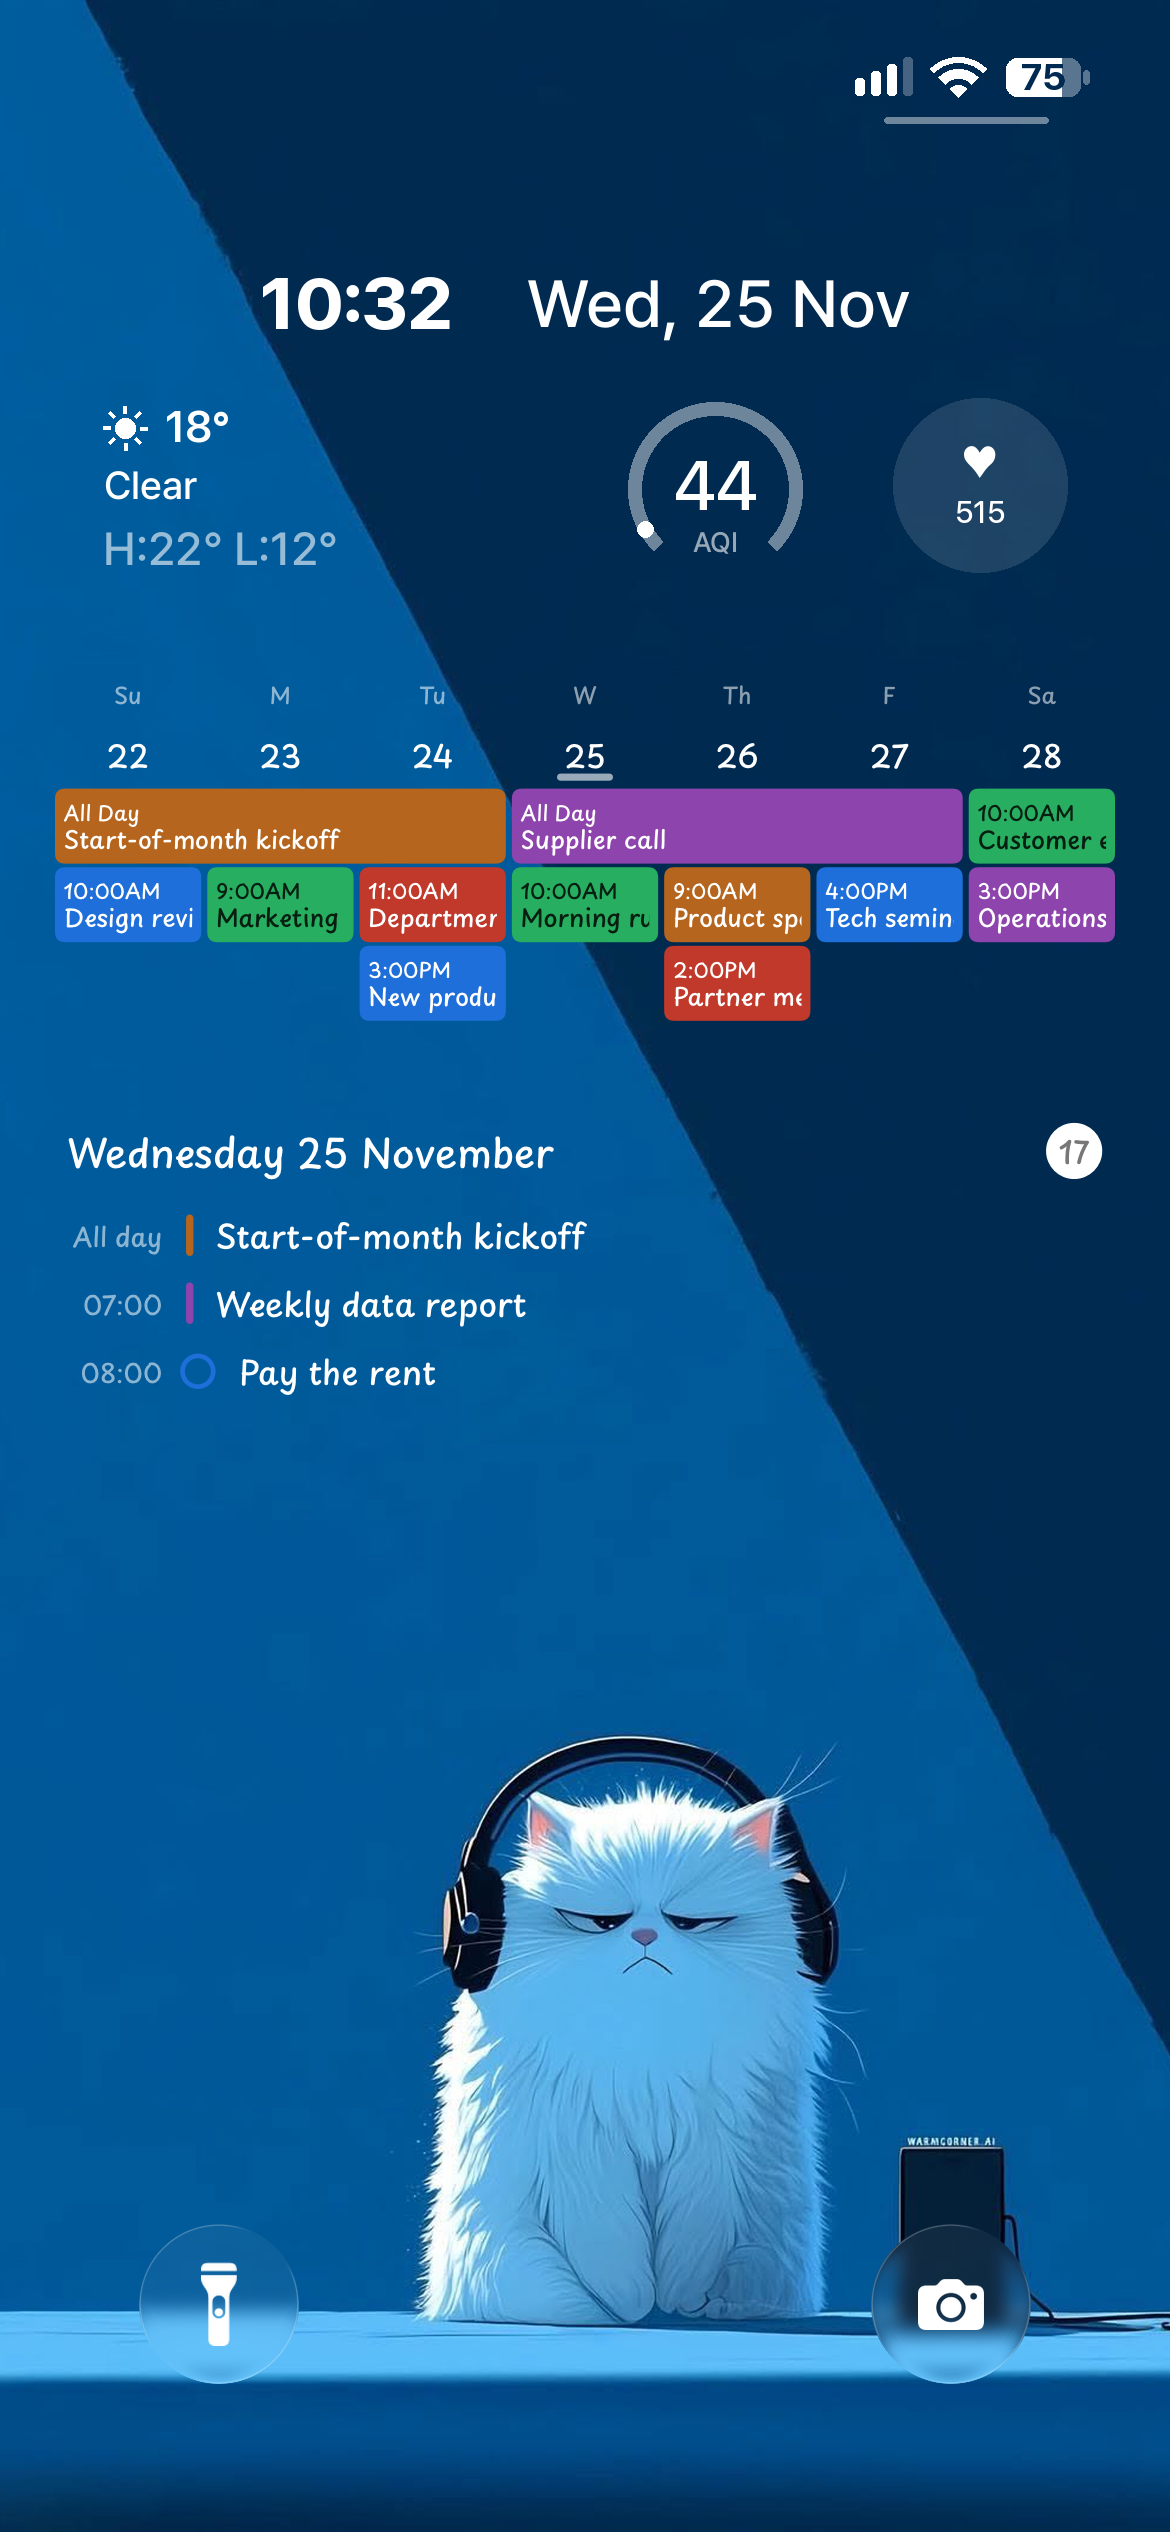 75
10:32 Wed, 25 Nov
18°
Clear
H:22° L:12°
44
AQI
515
Su M Tu W Th F Sa
22 23 24 25 26 27 28
All Day
Start-of-month kickoff
All Day
Supplier call
10:00AM
Customer
10:00AM
Design revi
9:00AM
Marketing
11:00AM
Departmen
10:00AM
Morning ru
9:00AM
Product sp
4:00PM
Tech semin
3:00PM
Operations
3:00PM
New produ
2:00PM
Partner me
Wednesday 25 November
17
All day Start-of-month kickoff
07:00 Weekly data report
08:00 Pay the rent
WARMCORNER.AI